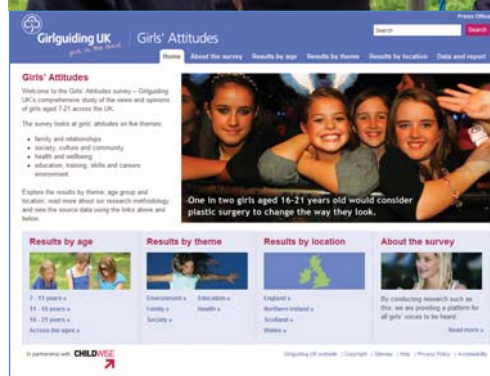 Press Office
Girlguiding UK
girls in the lead
Girls' Attitudes
Search
Search
Home
About the survey
Results by age
Results by theme
Results by location
Data and report
Girls' Attitudes
Welcome to the Girls' Attitudes survey – Girlguiding
UK's comprehensive study of the views and opinions
of girls aged 7-21 across the UK.
The survey looks at girls' attitudes on five themes:
• family and relationships
• society, culture and community
• health and wellbeing
• education, training, skills and careers
environment
Explore the results by theme, age group and
location, read more about our research methodology
and view the source data using the links above and
below.
One in two girls aged 16-21 years old would consider
plastic surgery to change the way they look.
Results by age
7 - 11 years »
11 - 16 years »
16 - 21 years »
Across the ages »
Results by theme
Environment »
Education »
Family »
Health »
Society »
Results by location
England »
Northern Ireland »
Scotland »
Wales »
About the survey
By conducting research such as
this, we are providing a platform for
all girls' voices to be heard.
Read more »
In partnership with CHILDWISE
Girlguiding UK website | Copyright | Sitemap | Help | Privacy Policy | Accessibility